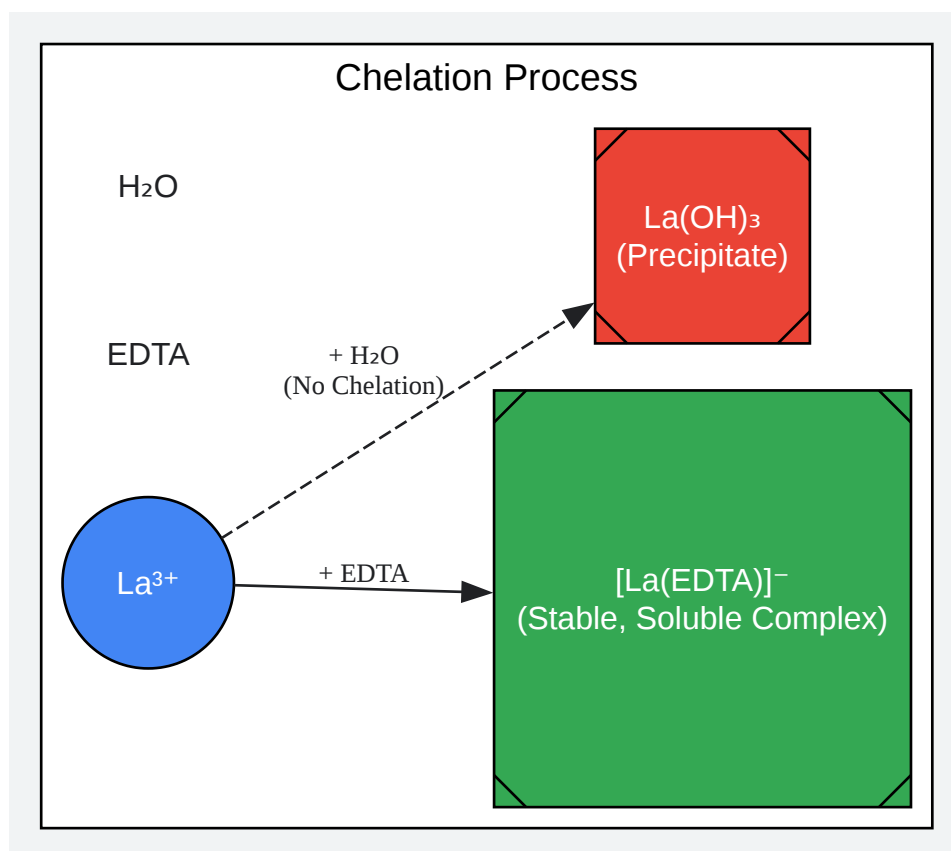 Chelation Process
H₂O
La(OH)₃
(Precipitate)
EDTA
+ H₂O
(No Chelation)
La³⁺
+ EDTA
[La(EDTA)]⁻
(Stable, Soluble Complex)